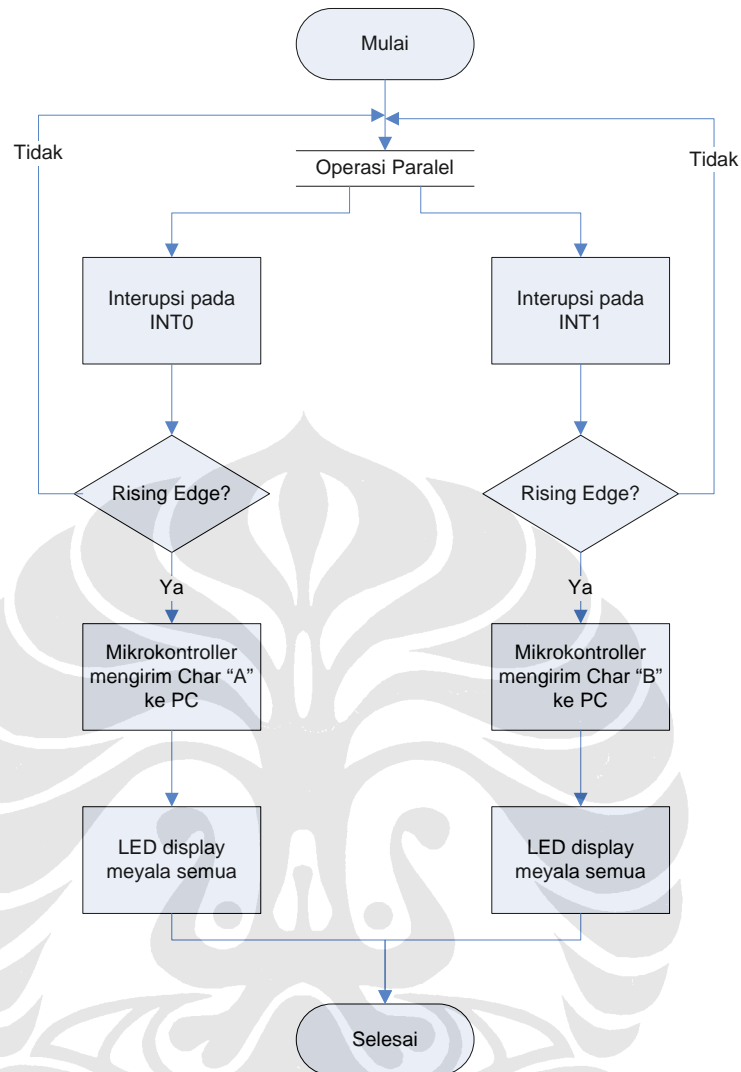 Mulai
Tidak
Tidak
Operasi Paralel
Interupsi pada
INT0
Interupsi pada
INT1
Rising Edge?
Rising Edge?
Ya
Ya
Mikrokontroller
mengirim Char “A”
ke PC
Mikrokontroller
mengirim Char “B”
ke PC
LED display
meyala semua
LED display
meyala semua
Selesai